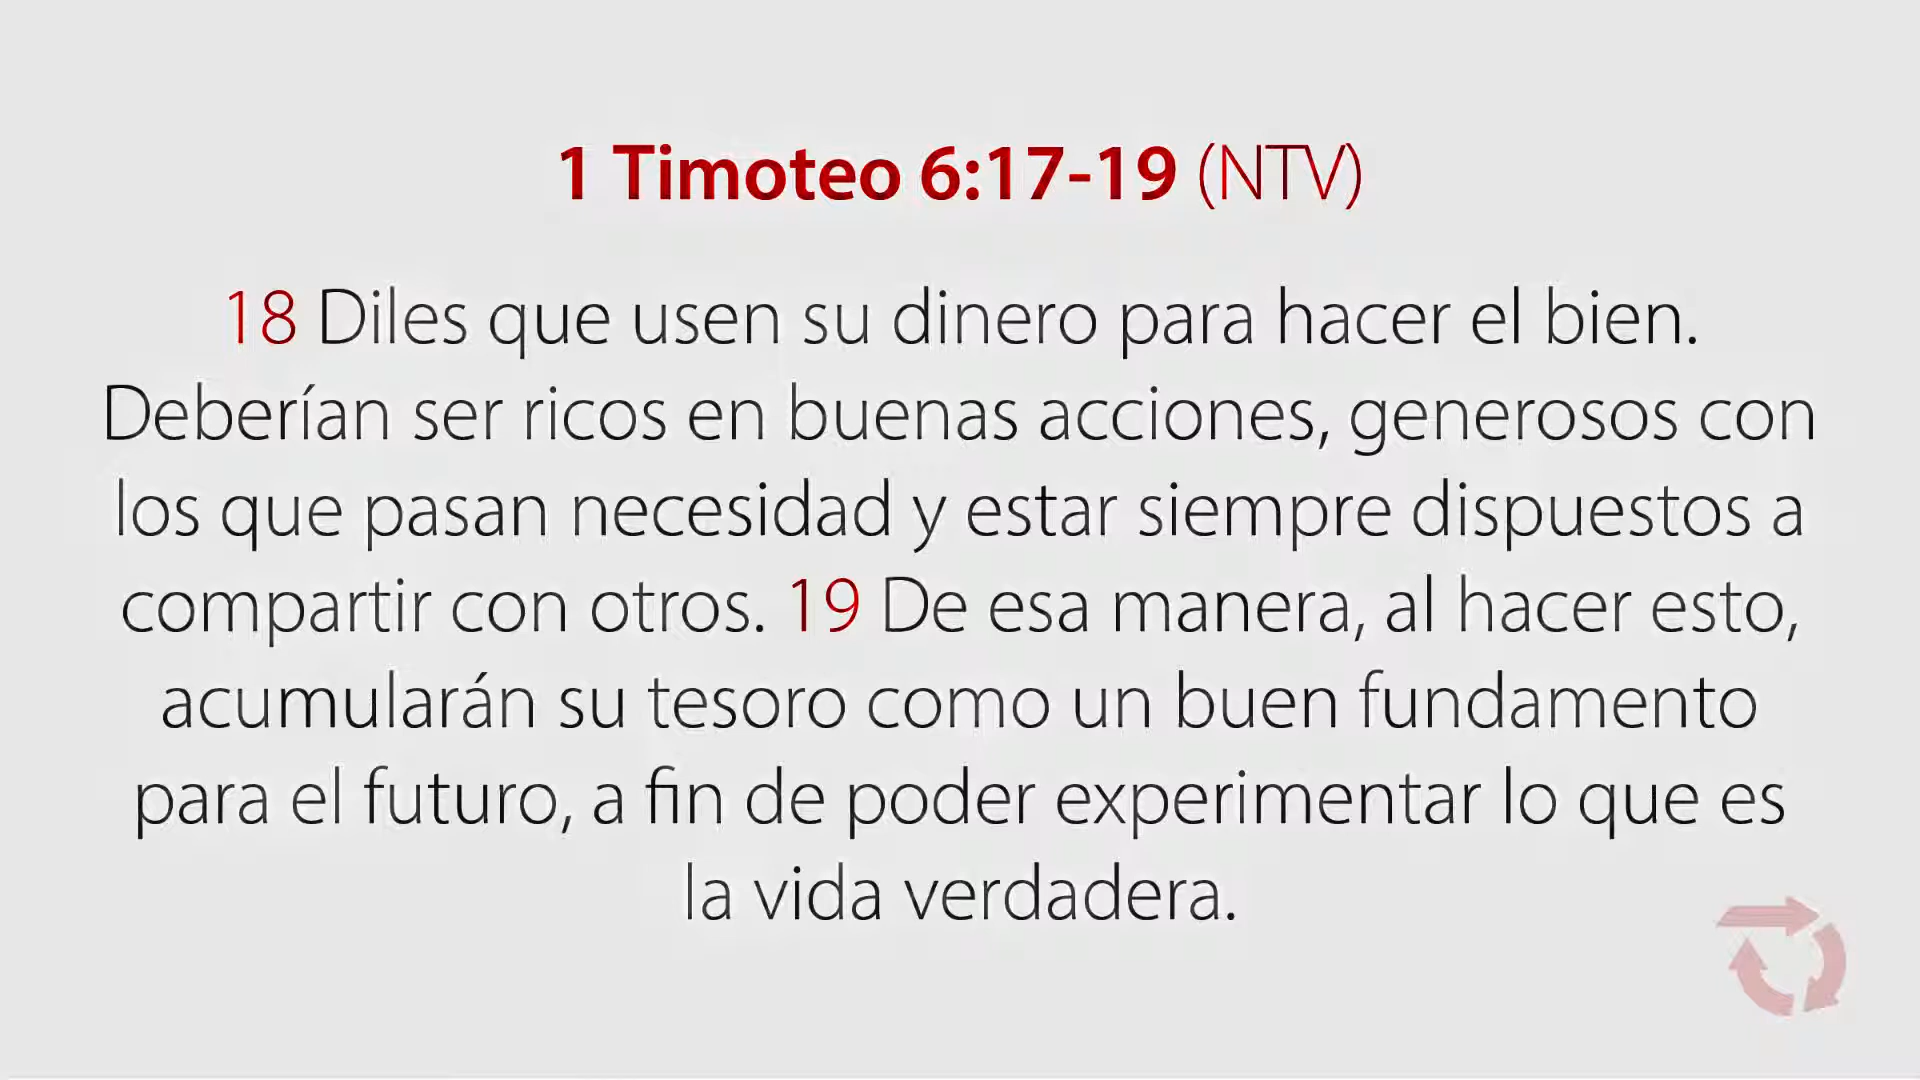 1 Timoteo 6:17-19 (NTV)
18 Diles que usen su dinero para hacer el bien.
Deberían ser ricos en buenas acciones, generosos con
los que pasan necesidad y estar siempre dispuestos a
compartir con otros. 19 De esa manera, al hacer esto,
acumularán su tesoro como un buen fundamento
para el futuro, a fin de poder experimentar lo que es
la vida verdadera.